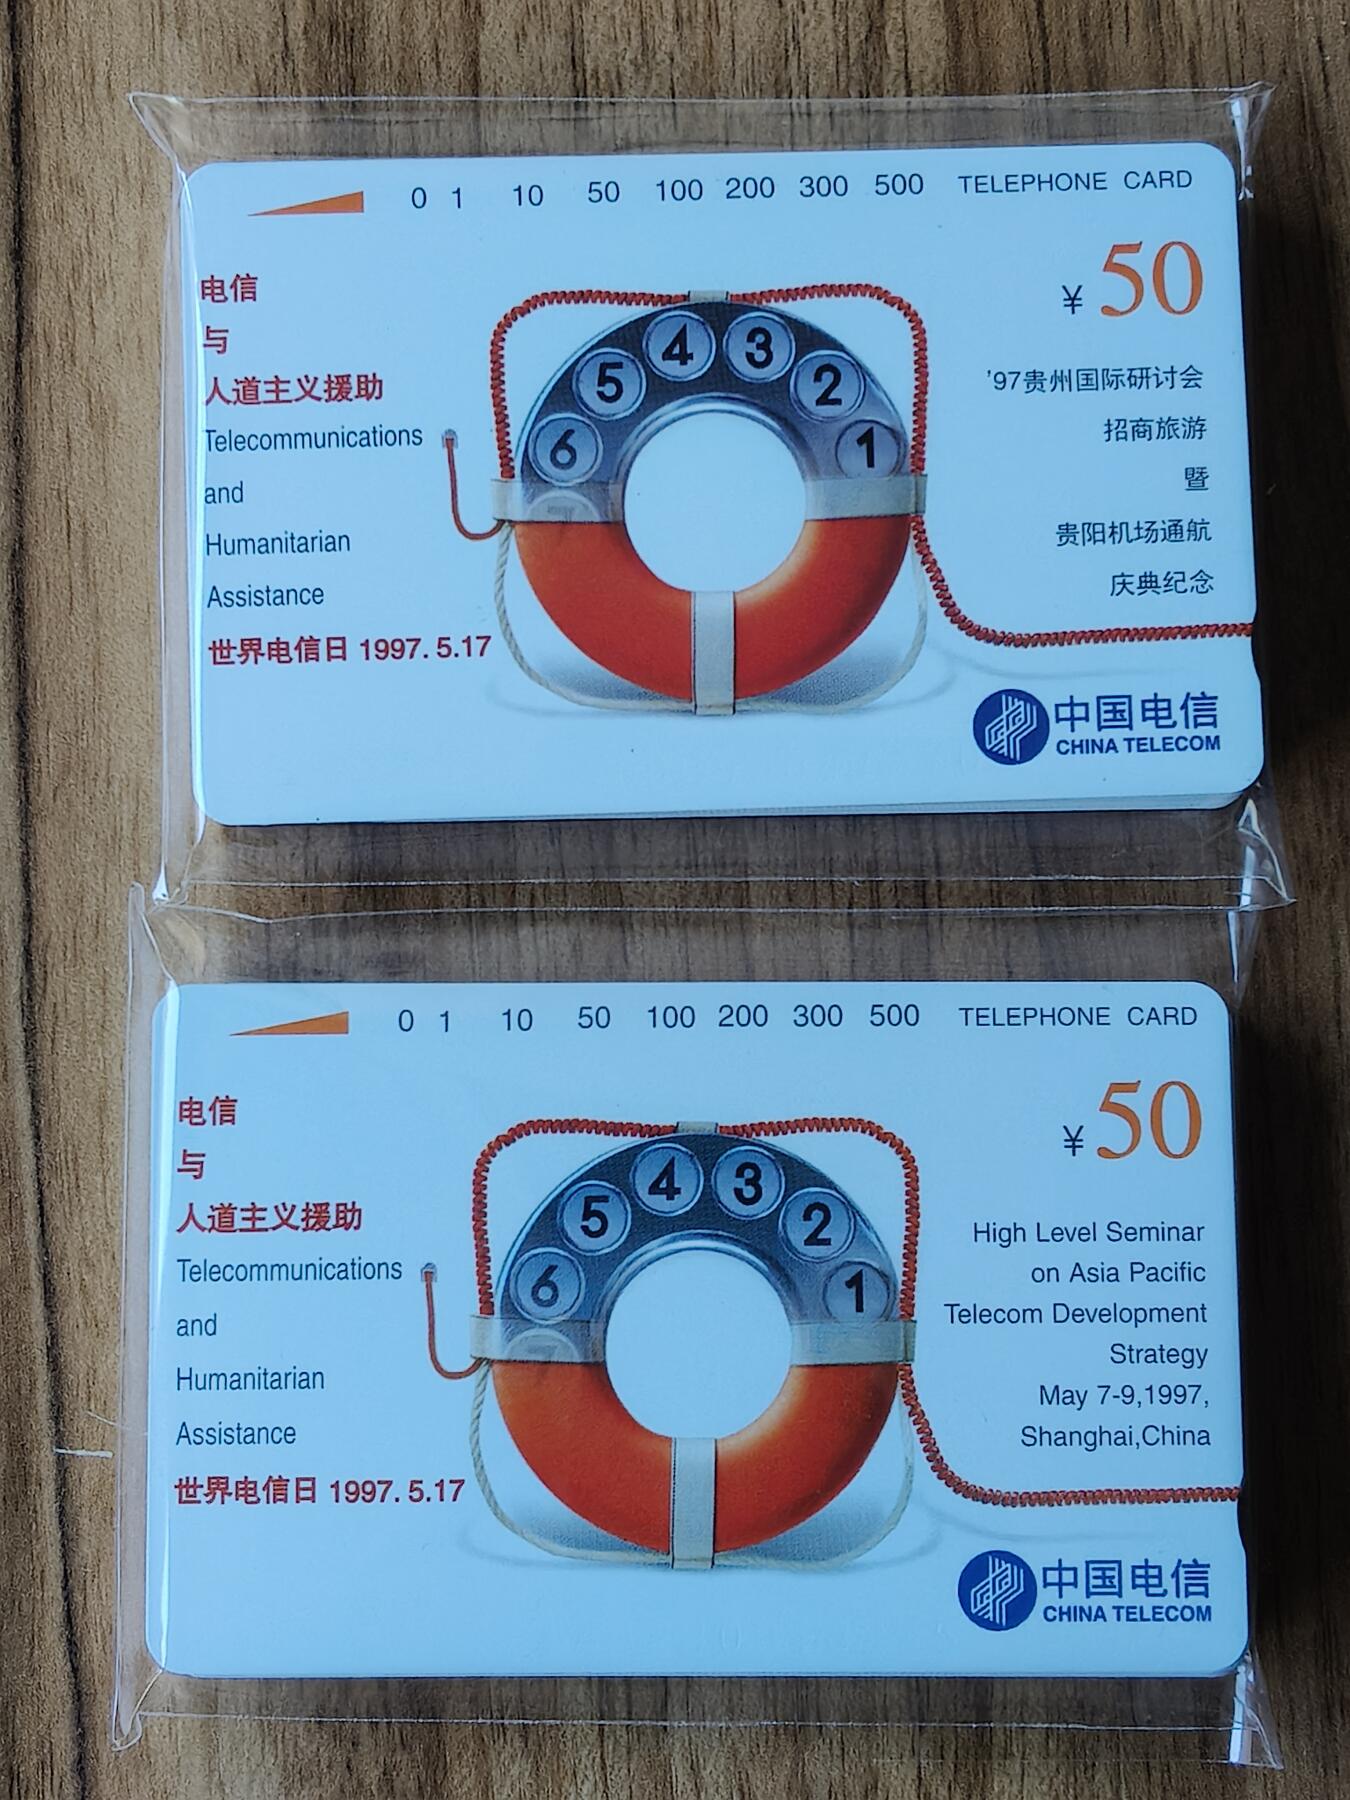 0 1 10 50 100 200 300 500 TELEPHONE CARD
¥ 50
电信
与
人道主义援助
Telecommunications
and
Humanitarian
Assistance
世界电信日 1997. 5.17
4 3
5 2
6 1
7
'97贵州国际研讨会
招商旅游
暨
贵阳机场通航
庆典纪念
中国电信
CHINA TELECOM
0 1 10 50 100 200 300 500 TELEPHONE CARD
¥ 50
电信
与
人道主义援助
Telecommunications
and
Humanitarian
Assistance
世界电信日 1997. 5.17
4 3
5 2
6 1
7
High Level Seminar
on Asia Pacific
Telecom Development
Strategy
May 7-9,1997,
Shanghai,China
中国电信
CHINA TELECOM